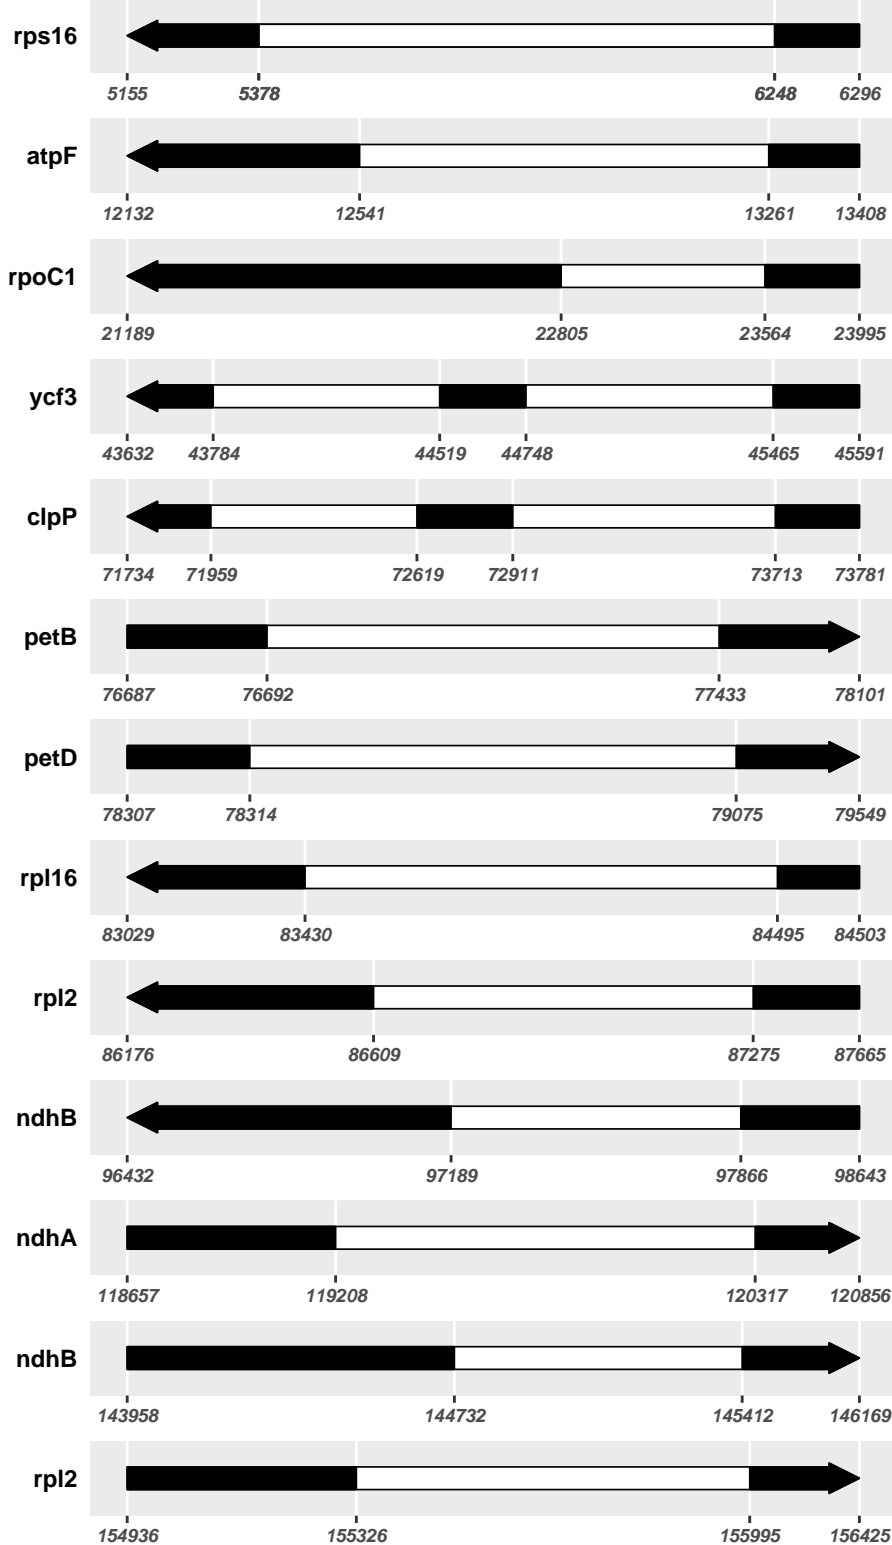 rps16
5155 5378 6248 6296
atpF
12132 12541 13261 13408
rpoC1
21189 22805 23564 23995
ycf3
43632 43784 44519 44748 45465 45591
clpP
71734 71959 72619 72911 73713 73781
petB
76687 76692 77433 78101
petD
78307 78314 79075 79549
rpl16
83029 83430 84495 84503
rpl2
86176 86609 87275 87665
ndhB
96432 97189 97866 98643
ndhA
118657 119208 120317 120856
ndhB
143958 144732 145412 146169
rpl2
154936 155326 155995 156425